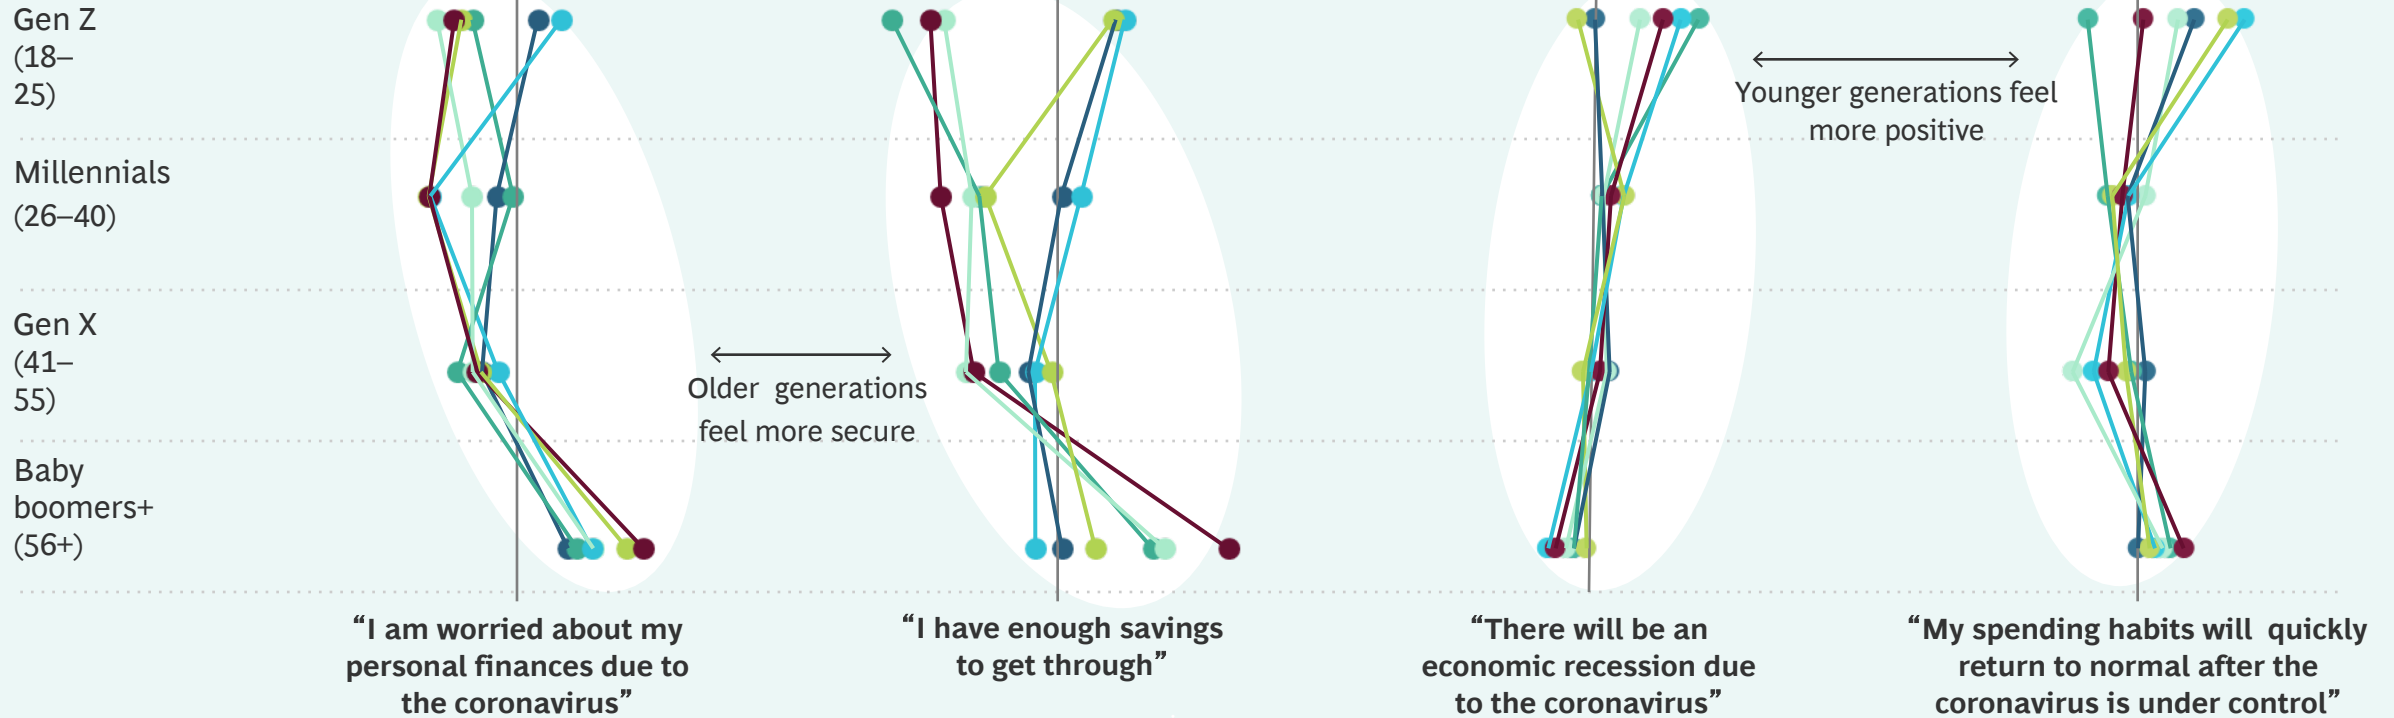 Gen Z
(18–
25)
Younger generations feel
more positive
Millennials
(26–40)
Gen X
(41–
55)
Older generations
feel more secure
Baby
boomers+
(56+)
“I am worried about my
personal finances due to
the coronavirus”
“I have enough savings
to get through”
“There will be an
economic recession due
to the coronavirus”
“My spending habits will quickly
return to normal after the
coronavirus is under control”